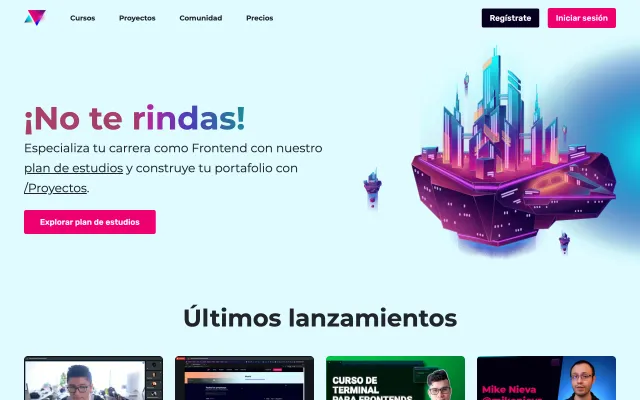 Cursos
Proyectos
Comunidad
Precios
Regístrate
Iniciar sesión
¡No te rindas!
Especializa tu carrera como Frontend con nuestro
plan de estudios y construye tu portafolio con
/Proyectos.
Explorar plan de estudios
Últimos lanzamientos
CURSO DE
TERMINAL
PARA FRONTENDS
Mike Nieva